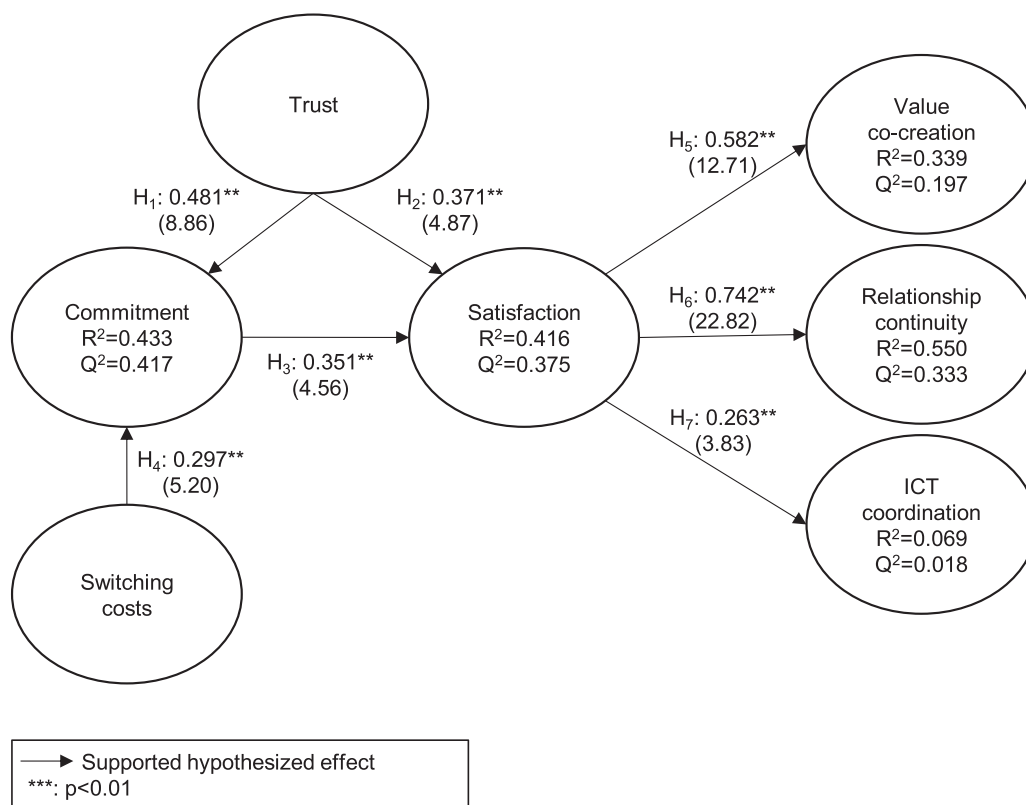 Trust
H₁: 0.481**
(8.86)
H₂: 0.371**
(4.87)
Commitment
R²=0.433
Q²=0.417
H₃: 0.351**
(4.56)
Satisfaction
R²=0.416
Q²=0.375
H₄: 0.297**
(5.20)
Switching
costs
H₅: 0.582**
(12.71)
Value
co-creation
R²=0.339
Q²=0.197
H₆: 0.742**
(22.82)
Relationship
continuity
R²=0.550
Q²=0.333
H₇: 0.263**
(3.83)
ICT
coordination
R²=0.069
Q²=0.018
Supported hypothesized effect
***: p<0.01